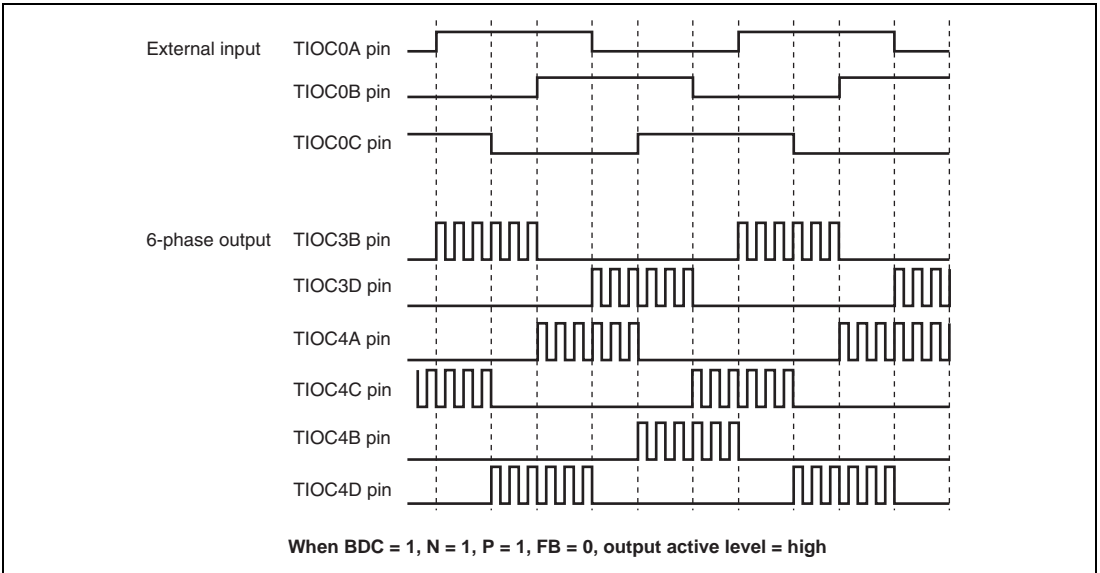 External input TIOC0A pin
TIOC0B pin
TIOC0C pin
6-phase output TIOC3B pin
TIOC3D pin
TIOC4A pin
TIOC4C pin
TIOC4B pin
TIOC4D pin
When BDC = 1, N = 1, P = 1, FB = 0, output active level = high